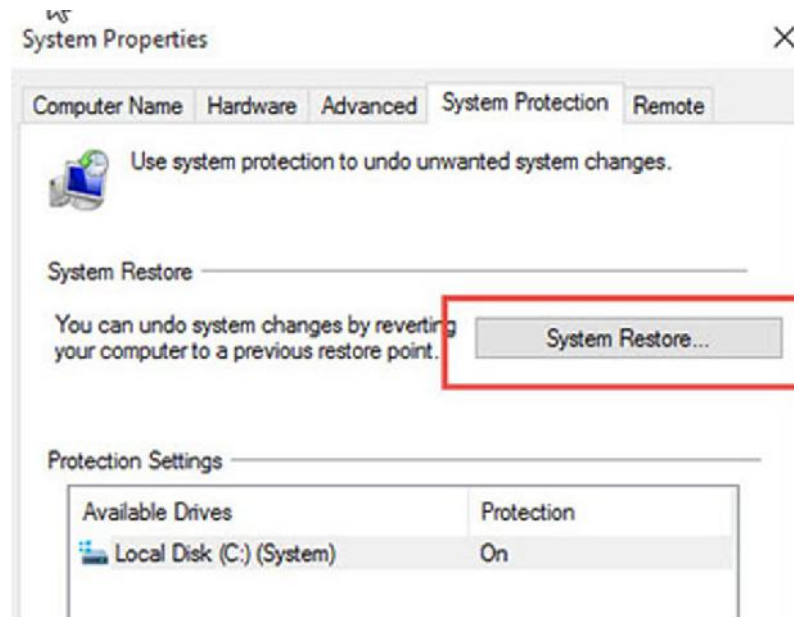 System Properties
Computer Name Hardware Advanced System Protection Remote
Use system protection to undo unwanted system changes.
System Restore
You can undo system changes by reverting
your computer to a previous restore point.
System Restore...
Protection Settings
Available Drives Protection
Local Disk (C:) (System) On